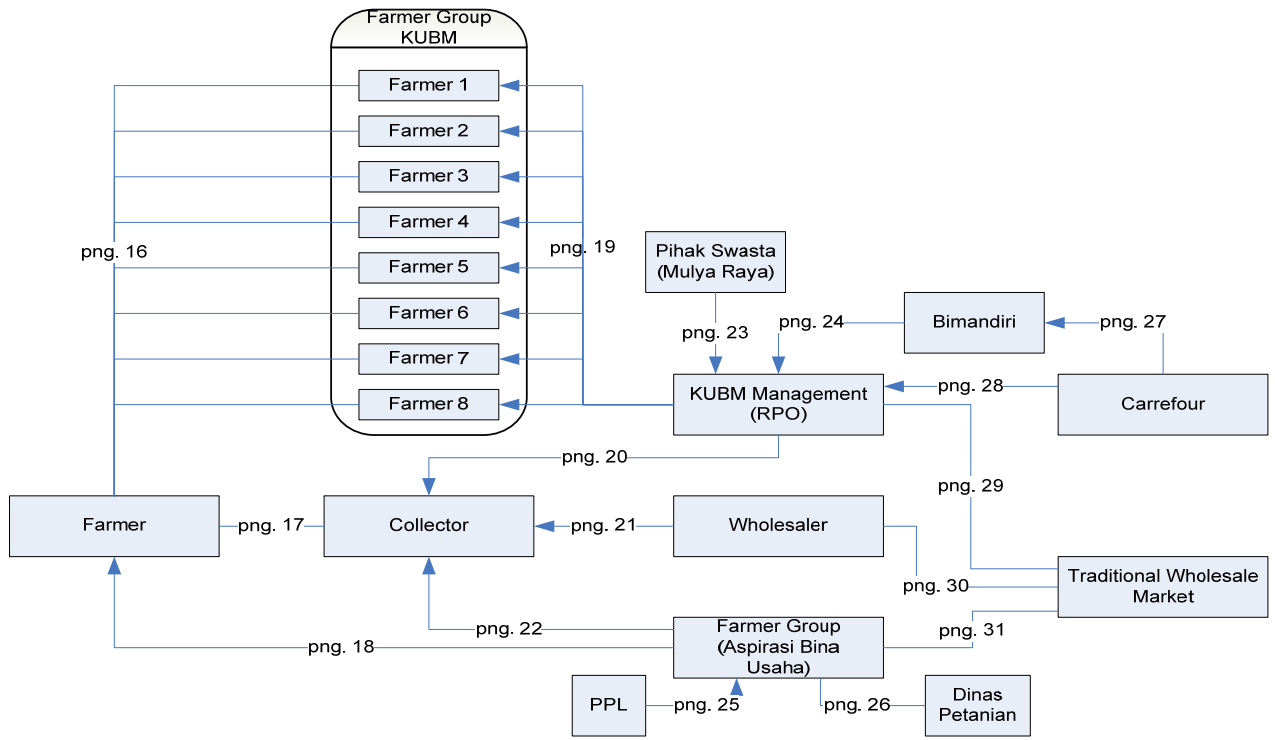 Farmer Group
KUBM
Farmer 1
Farmer 2
Farmer 3
Farmer 4
Farmer 5
Farmer 6
Farmer 7
Farmer 8
png. 16
png. 19
Pihak Swasta
(Mulya Raya)
png. 23
png. 24
Bimandiri
png. 27
KUBM Management
(RPO)
png. 28
Carrefour
png. 20
png. 29
Farmer
png. 17
Collector
png. 21
Wholesaler
png. 30
Traditional Wholesale
Market
png. 18
png. 22
Farmer Group
(Aspirasi Bina
Usaha)
png. 31
PPL
png. 25
png. 26
Dinas
Petanian